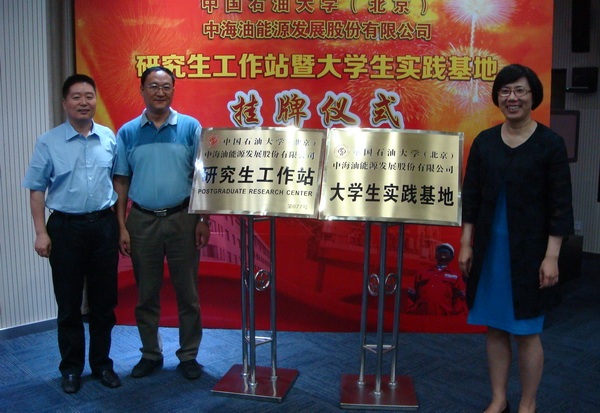 中国石油大学（北京）
中海油能源发展股份有限公司
研究生工作站暨大学生实践基地
挂牌仪式
中国石油大学（北京）
中海油能源发展股份有限公司
研究生工作站
POSTGRADUATE RESEARCH CENTER
中国石油大学（北京）
中海油能源发展股份有限公司
大学生实践基地